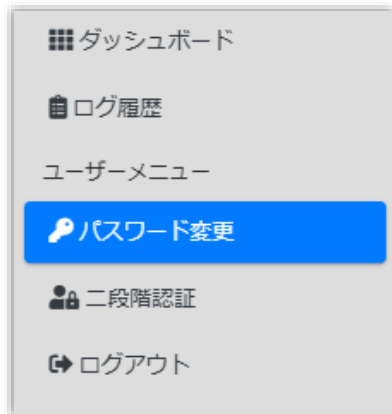 ダッシュボード
ログ履歴
ユーザーメニュー
パスワード変更
二段階認証
ログアウト